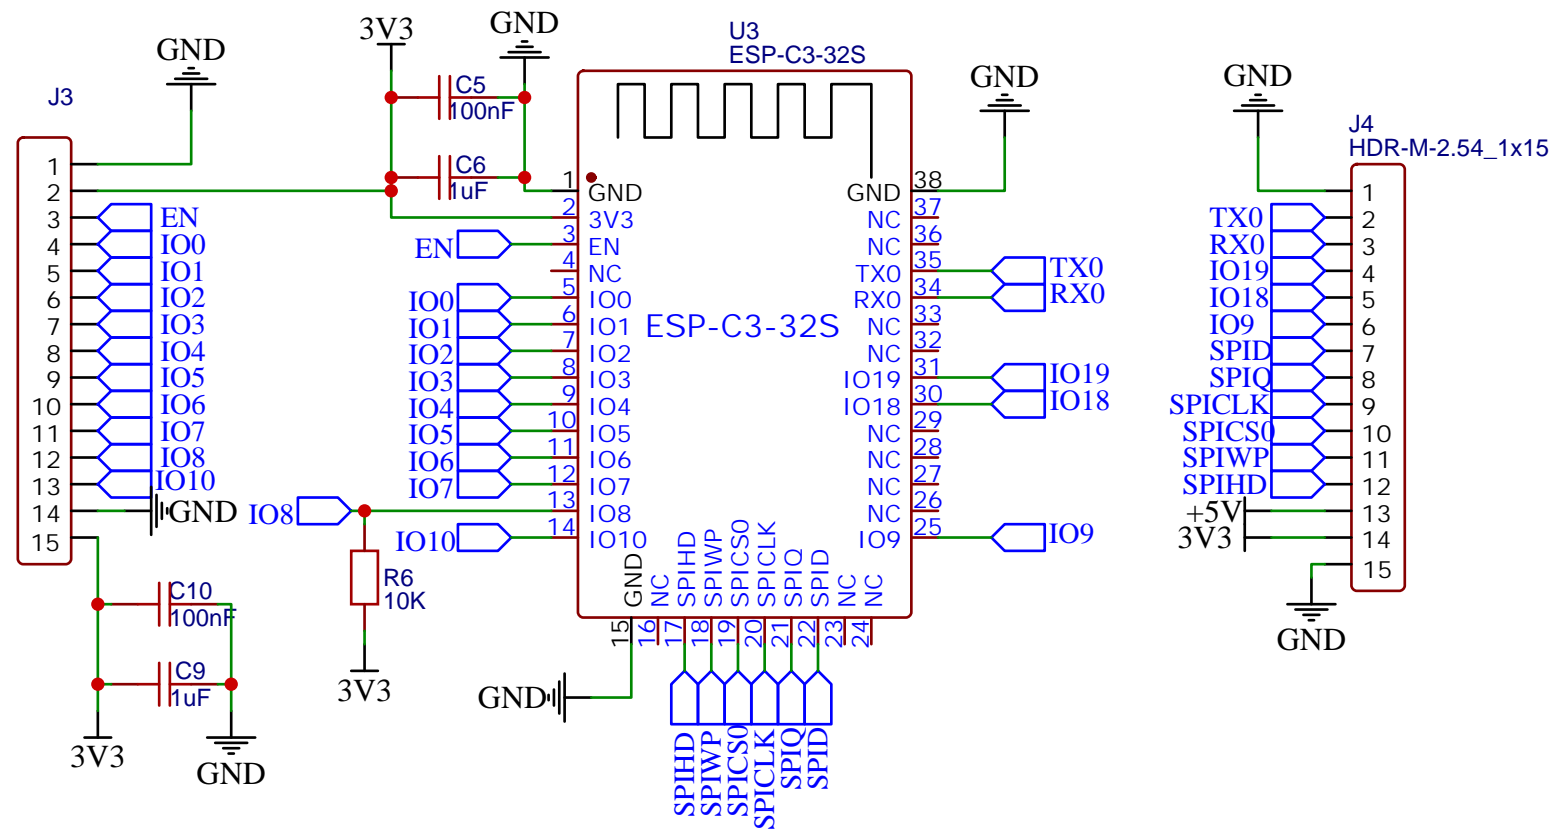 J3
GND
1
2
3 EN
4 IO0
5 IO1
6 IO2
7 IO3
8 IO4
9 IO5
10 IO6
11 IO7
12 IO8
13 IO10
14 GND
15
C10
100nF
C9
1uF
3V3
GND
3V3
GND
C5
100nF
C6
1uF
U3
ESP-C3-32S
ESP-C3-32S
1 GND
2 3V3
EN 3 EN
4 NC
IO0 5 IO0
IO1 6 IO1
IO2 7 IO2
IO3 8 IO3
IO4 9 IO4
IO5 10 IO5
IO6 11 IO6
IO7 12 IO7
IO8 13 IO8
IO10 14 IO10
R6
10K
3V3
GND
GND 15
NC 16
SPIHD 17 SPIHD
SPIWP 18 SPIWP
SPICS0 19 SPICS0
SPICLK 20 SPICLK
SPIQ 21 SPIQ
SPID 22 SPID
NC 23
NC 24
GND
GND 38
NC 37
NC 36
TX0 35 TX0
RX0 34 RX0
NC 33
NC 32
IO19 31 IO19
IO18 30 IO18
NC 29
NC 28
NC 27
NC 26
IO9 25 IO9
GND
J4
HDR-M-2.54_1x15
1
TX0 2
RX0 3
IO19 4
IO18 5
IO9 6
SPID 7
SPIQ 8
SPICLK 9
SPICS0 10
SPIWP 11
SPIHD 12
+5V 13
3V3 14
15
GND